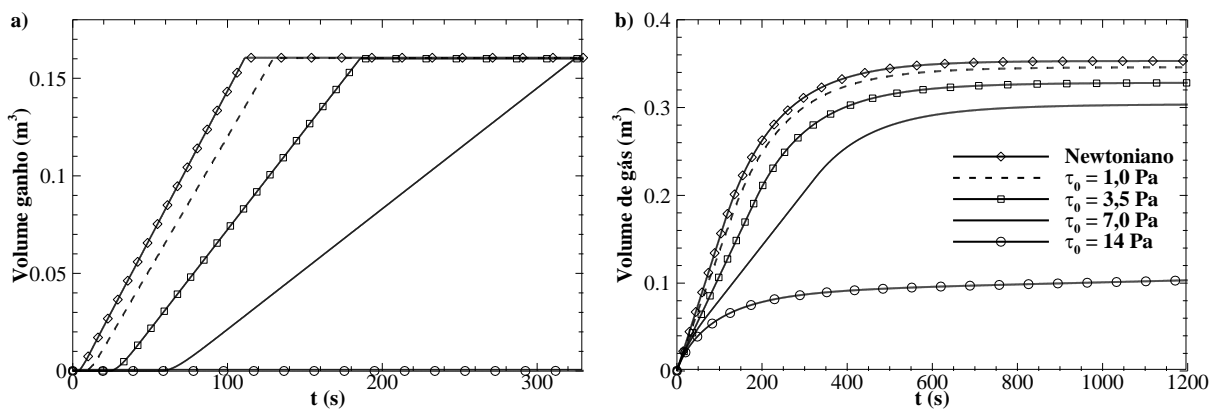 a)
Volume ganho (m³)
0.15
0.1
0.05
0
0
100
200
300
t (s)
b)
Volume de gás (m³)
0.4
0.3
0.2
0.1
0
0
200
400
600
800
1000
1200
t (s)
Newtoniano
τ₀ = 1,0 Pa
τ₀ = 3,5 Pa
τ₀ = 7,0 Pa
τ₀ = 14 Pa